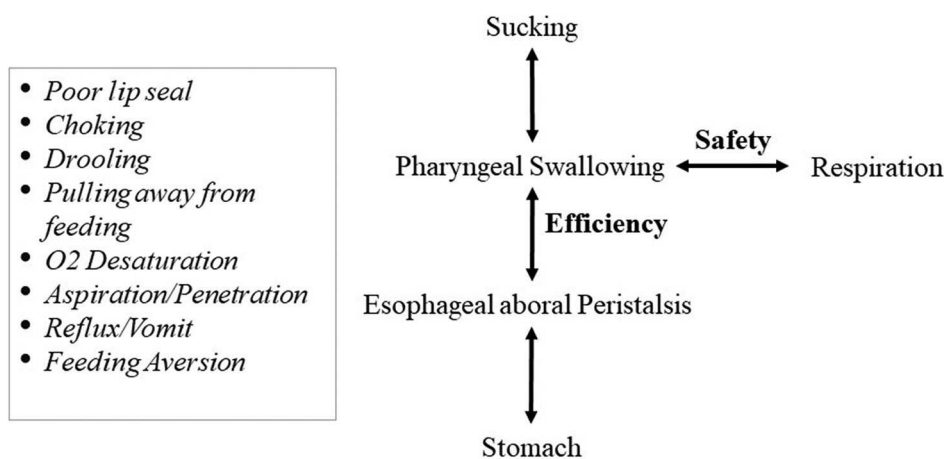 Sucking
• Poor lip seal
• Choking
• Drooling
• Pulling away from
feeding
• O2 Desaturation
• Aspiration/Penetration
• Reflux/Vomit
• Feeding Aversion
Safety
Pharyngeal Swallowing
Respiration
Efficiency
Esophageal aboral Peristalsis
Stomach